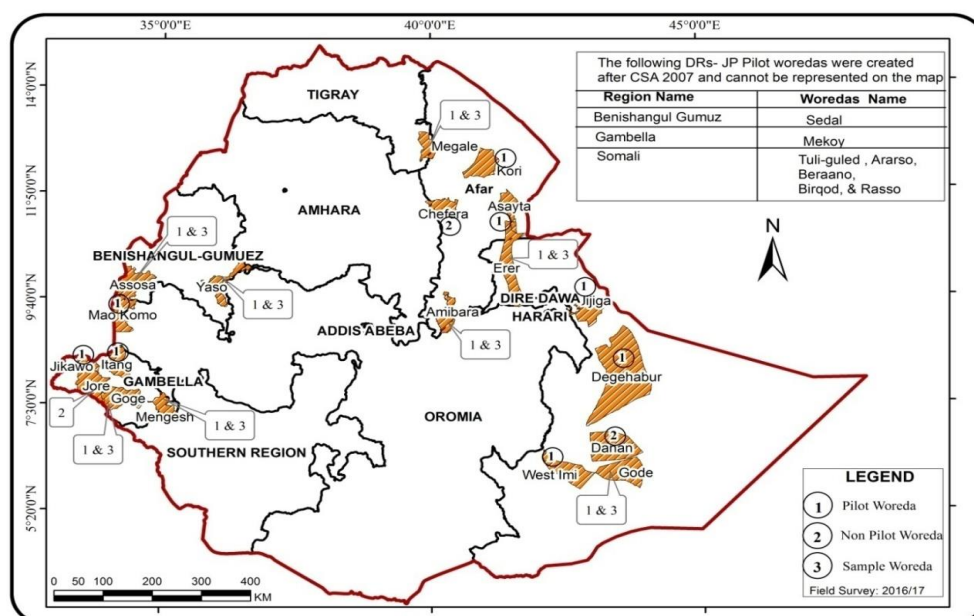 35°0'0"E
40°0'0"E
45°0'0"E
14°0'0"N
11°50'0"N
9°40'0"N
7°30'0"N
5°20'0"N
The following DRs- JP Pilot woredas were created
after CSA 2007 and cannot be represented on the map
Region Name Woredas Name
Benishangul Gumuz Sedal
Gambella Mekoy
Somali Tuli-guled , Ararso,
Beraano,
Birqod, & Rasso
TIGRAY
1 & 3
Megale
1
Kori
Afar
AMHARA
Asayta
Chefera
1
2
1 & 3
BENISHANGUL-GUMUEZ
1 & 3
Erer
N
Assosa
Yaso
1 & 3
1
Jijiga
DIRE DAWA
HARARI
1
Mao Komo
Amibara
ADDIS ABEBA
1 & 3
1
Degehabur
1
Jikawo
1
Itang
Jore
GAMBELLA
Goge
Mengesh
2
1 & 3
1 & 3
OROMIA
SOUTHERN REGION
2
Danan
1
West Imi
Gode
1 & 3
LEGEND
1 Pilot Woreda
2 Non Pilot Woreda
3 Sample Woreda
Field Survey: 2016/17
0 50 100 200 300 400
KM